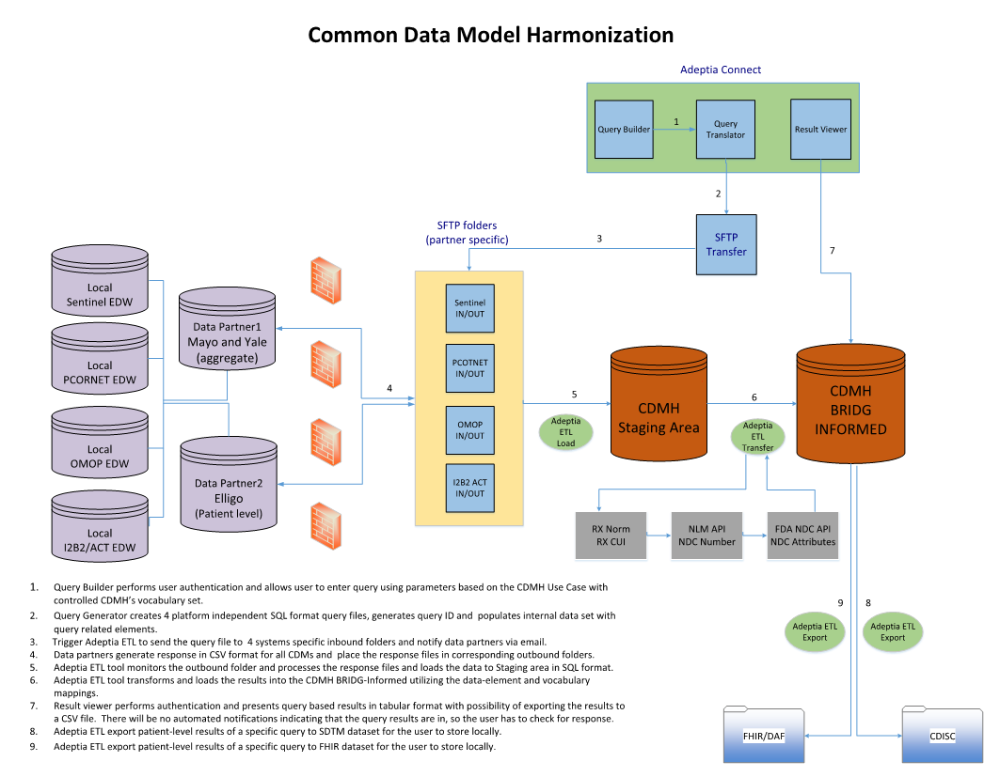 Common Data Model Harmonization
Adeptia Connect
Query Builder
1
Query
Translator
Result Viewer
2
SFTP
Transfer
7
3
SFTP folders
(partner specific)
Local
Sentinel EDW
Local
PCORNET EDW
Local
OMOP EDW
Local
I2B2/ACT EDW
Data Partner1
Mayo and Yale
(aggregate)
Data Partner2
Elligo
(Patient level)
4
Sentinel
IN/OUT
PCOTNET
IN/OUT
OMOP
IN/OUT
I2B2 ACT
IN/OUT
5
Adeptia
ETL
Load
CDMH
Staging Area
6
Adeptia
ETL
Transfer
CDMH
BRIDG
INFORMED
RX Norm
RX CUI
NLM API
NDC Number
FDA NDC API
NDC Attributes
9
8
Adeptia ETL
Export
Adeptia ETL
Export
FHIR/DAF
CDISC
1. Query Builder performs user authentication and allows user to enter query using parameters based on the CDMH Use Case with
controlled CDMH's vocabulary set.
2. Query Generator creates 4 platform independent SQL format query files, generates query ID and populates internal data set with
query related elements.
3. Trigger Adeptia ETL to send the query file to 4 systems specific inbound folders and notify data partners via email.
4. Data partners generate response in CSV format for all CDMs and place the response files in corresponding outbound folders.
5. Adeptia ETL tool monitors the outbound folder and processes the response files and loads the data to Staging area in SQL format.
6. Adeptia ETL tool transforms and loads the results into the CDMH BRIDG-Informed utilizing the data-element and vocabulary
mappings.
7. Result viewer performs authentication and presents query based results in tabular format with possibility of exporting the results to
a CSV file. There will be no automated notifications indicating that the query results are in, so the user has to check for response.
8. Adeptia ETL export patient-level results of a specific query to SDTM dataset for the user to store locally.
9. Adeptia ETL export patient-level results of a specific query to FHIR dataset for the user to store locally.